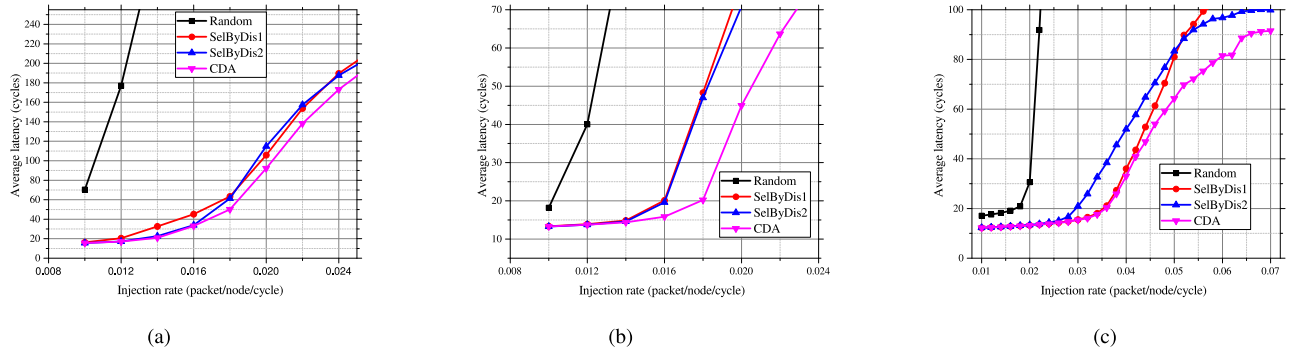 240
220
200
180
160
140
120
100
80
60
40
20
0
0.008
0.012
0.016
0.020
0.024
Average latency (cycles)
Injection rate (packet/node/cycle)
Random
SelByDis1
SelByDis2
CDA
(a)
70
60
50
40
30
20
10
0.008
0.012
0.016
0.020
0.024
Average latency (cycles)
Injection rate (packet/node/cycle)
Random
SelByDis1
SelByDis2
CDA
(b)
100
80
60
40
20
0
0.01
0.02
0.03
0.04
0.05
0.06
0.07
Average latency (cycles)
Injection rate (packet/node/cycle)
Random
SelByDis1
SelByDis2
CDA
(c)